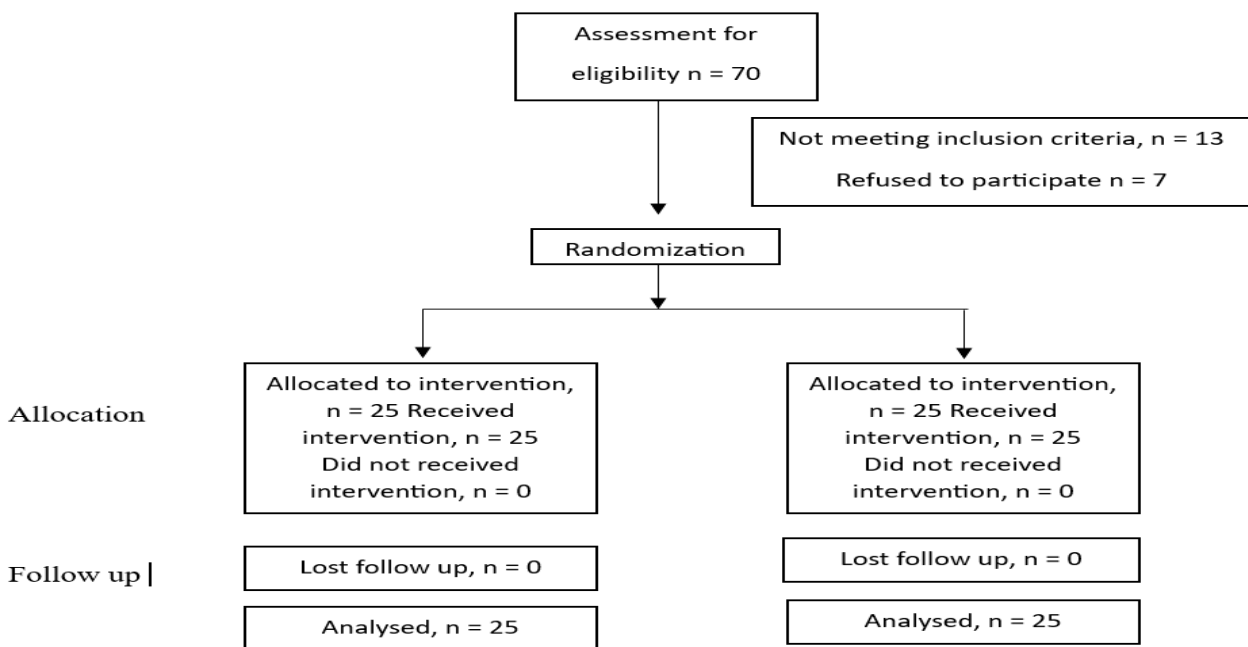 Assessment for
eligibility n = 70
Not meeting inclusion criteria, n = 13
Refused to participate n = 7
Randomization
Allocation
Allocated to intervention,
n = 25 Received
intervention, n = 25
Did not received
intervention, n = 0
Allocated to intervention,
n = 25 Received
intervention, n = 25
Did not received
intervention, n = 0
Follow up
Lost follow up, n = 0
Lost follow up, n = 0
Analysed, n = 25
Analysed, n = 25